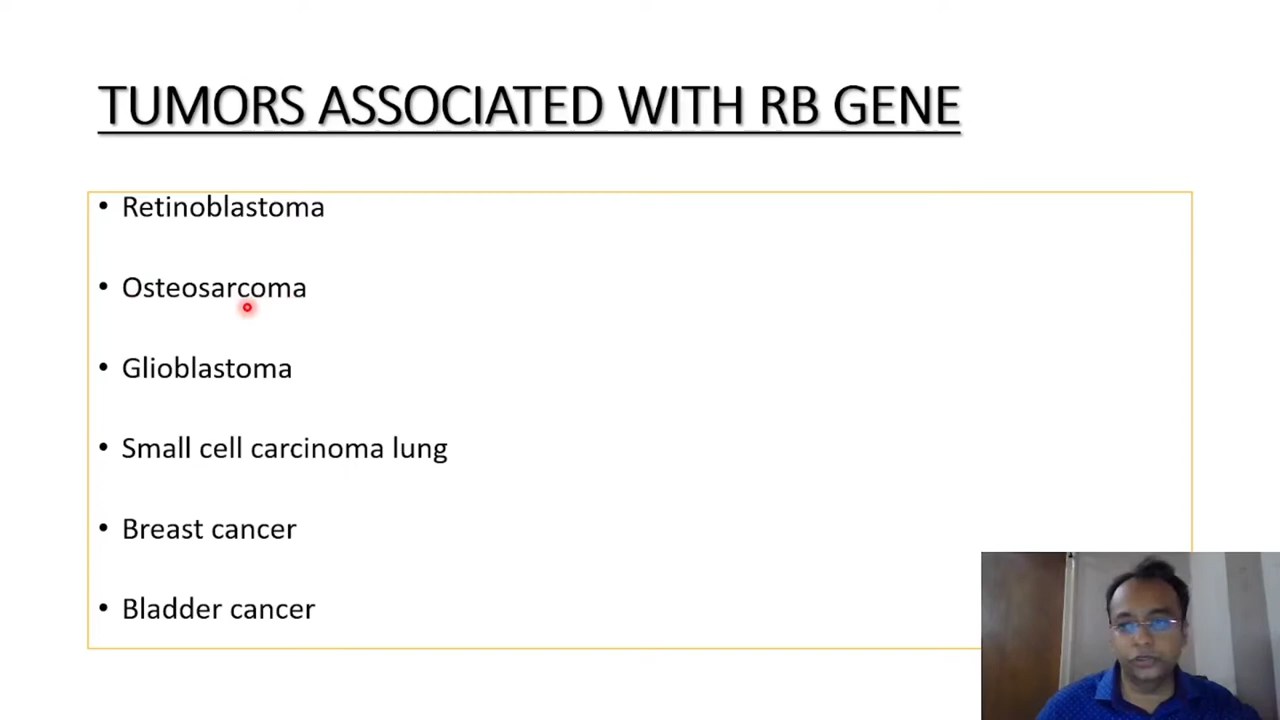 TUMORS ASSOCIATED WITH RB GENE
• Retinoblastoma
• Osteosarcoma
• Glioblastoma
• Small cell carcinoma lung
• Breast cancer
• Bladder cancer